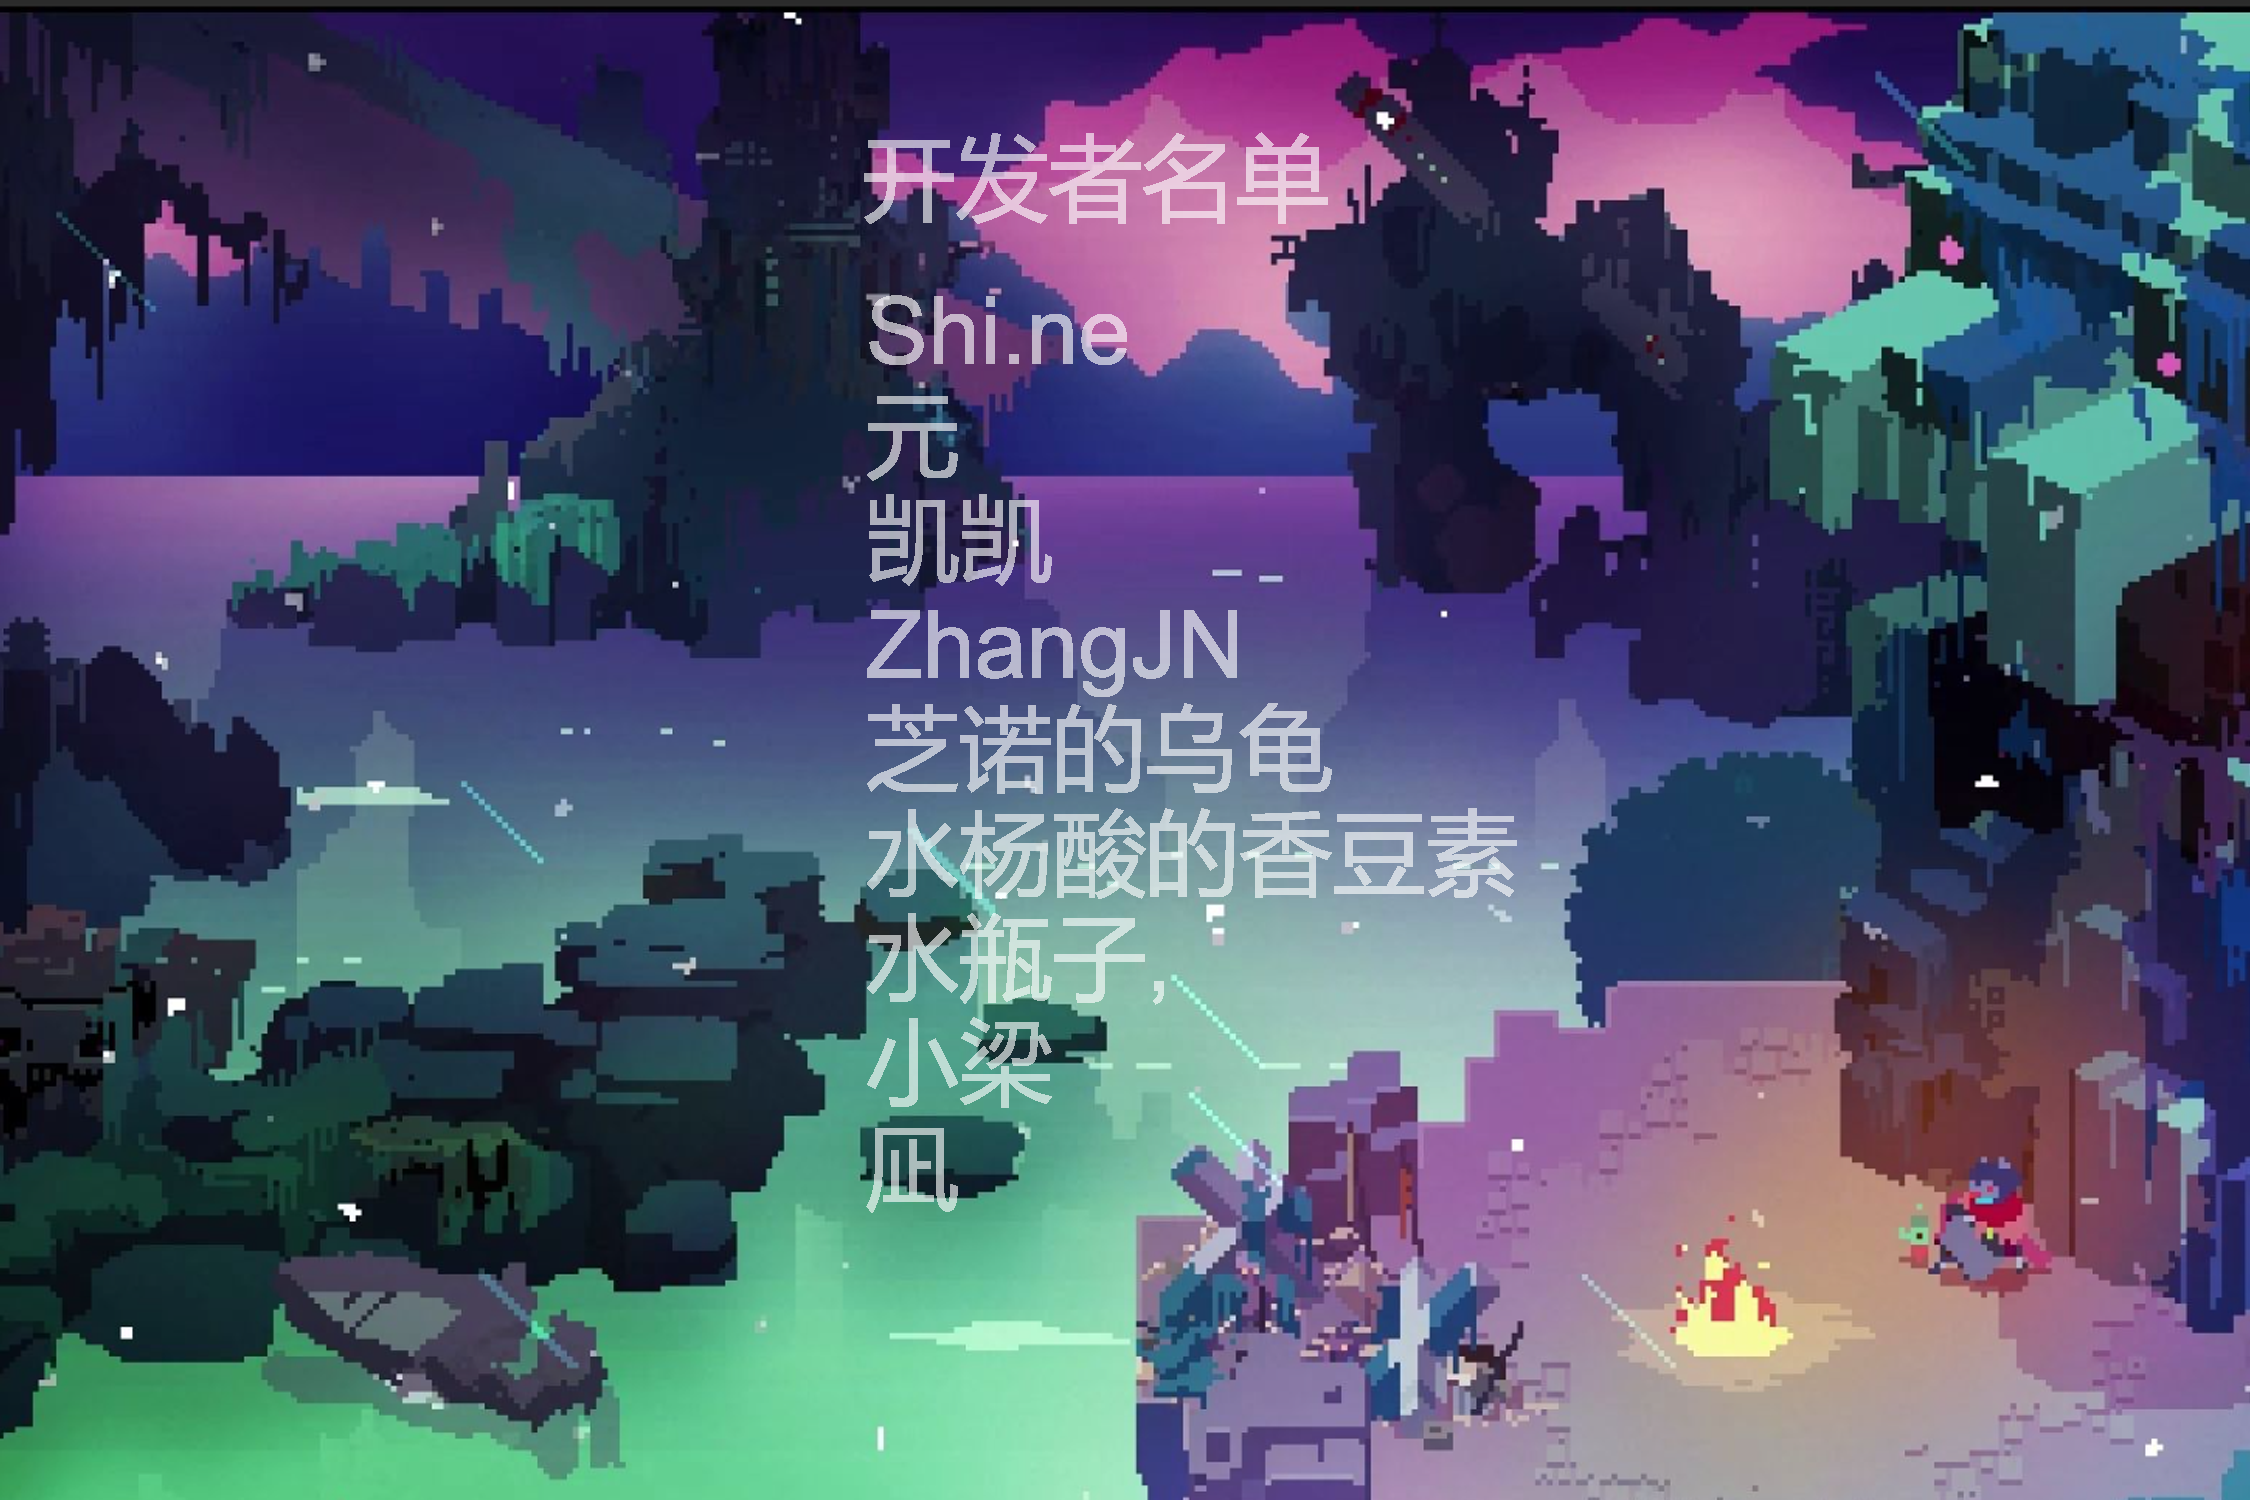 开发者名单
Shi.ne
元
凯凯
ZhangJN
芝诺的乌龟
水杨酸的香豆素
水瓶子，
小梁
凪